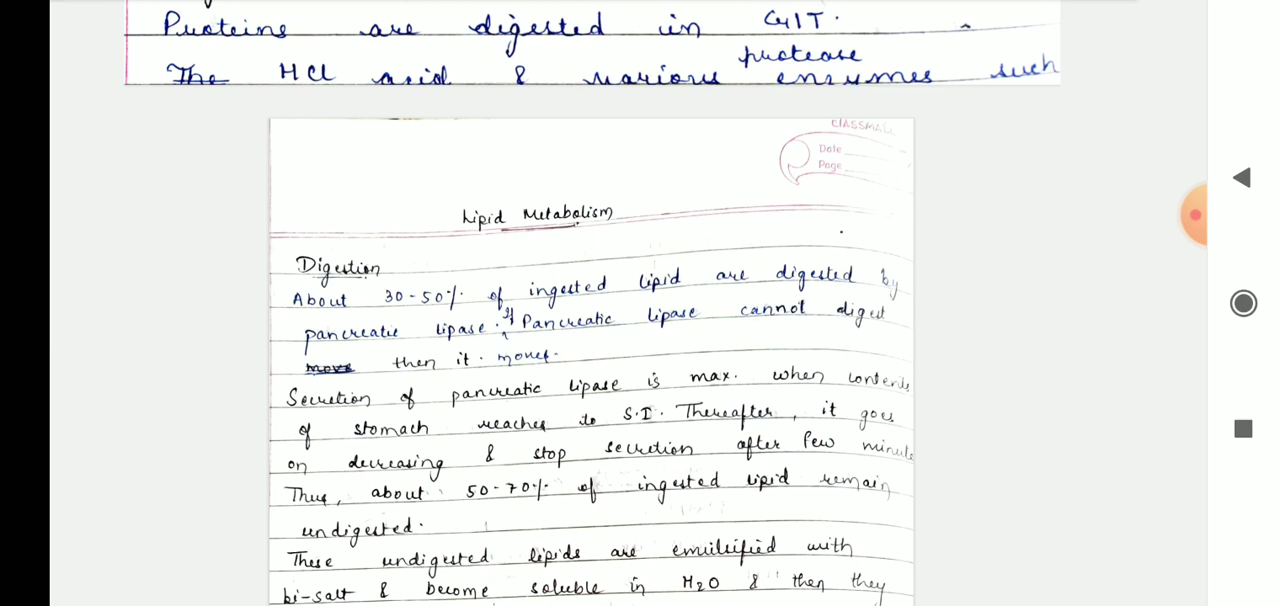 Proteins are digested in GIT.
protease
The HCl acid & various enzymes such
CLASSMATE
Date
Page
Lipid Metabolism
Digestion
About 30-50% of ingested lipid are digested by
pancreatic lipase. If Pancreatic lipase cannot digest
then it moves
Secretion of pancreatic lipase is max. when contents
of stomach reaches to S.I. Thereafter, it goes
on decreasing & stop secretion after few minute
Thus, about 50-70% of ingested lipid remain
undigested.
These undigested lipids are emulsified with
bi-salt & become soluble in H2O & then they